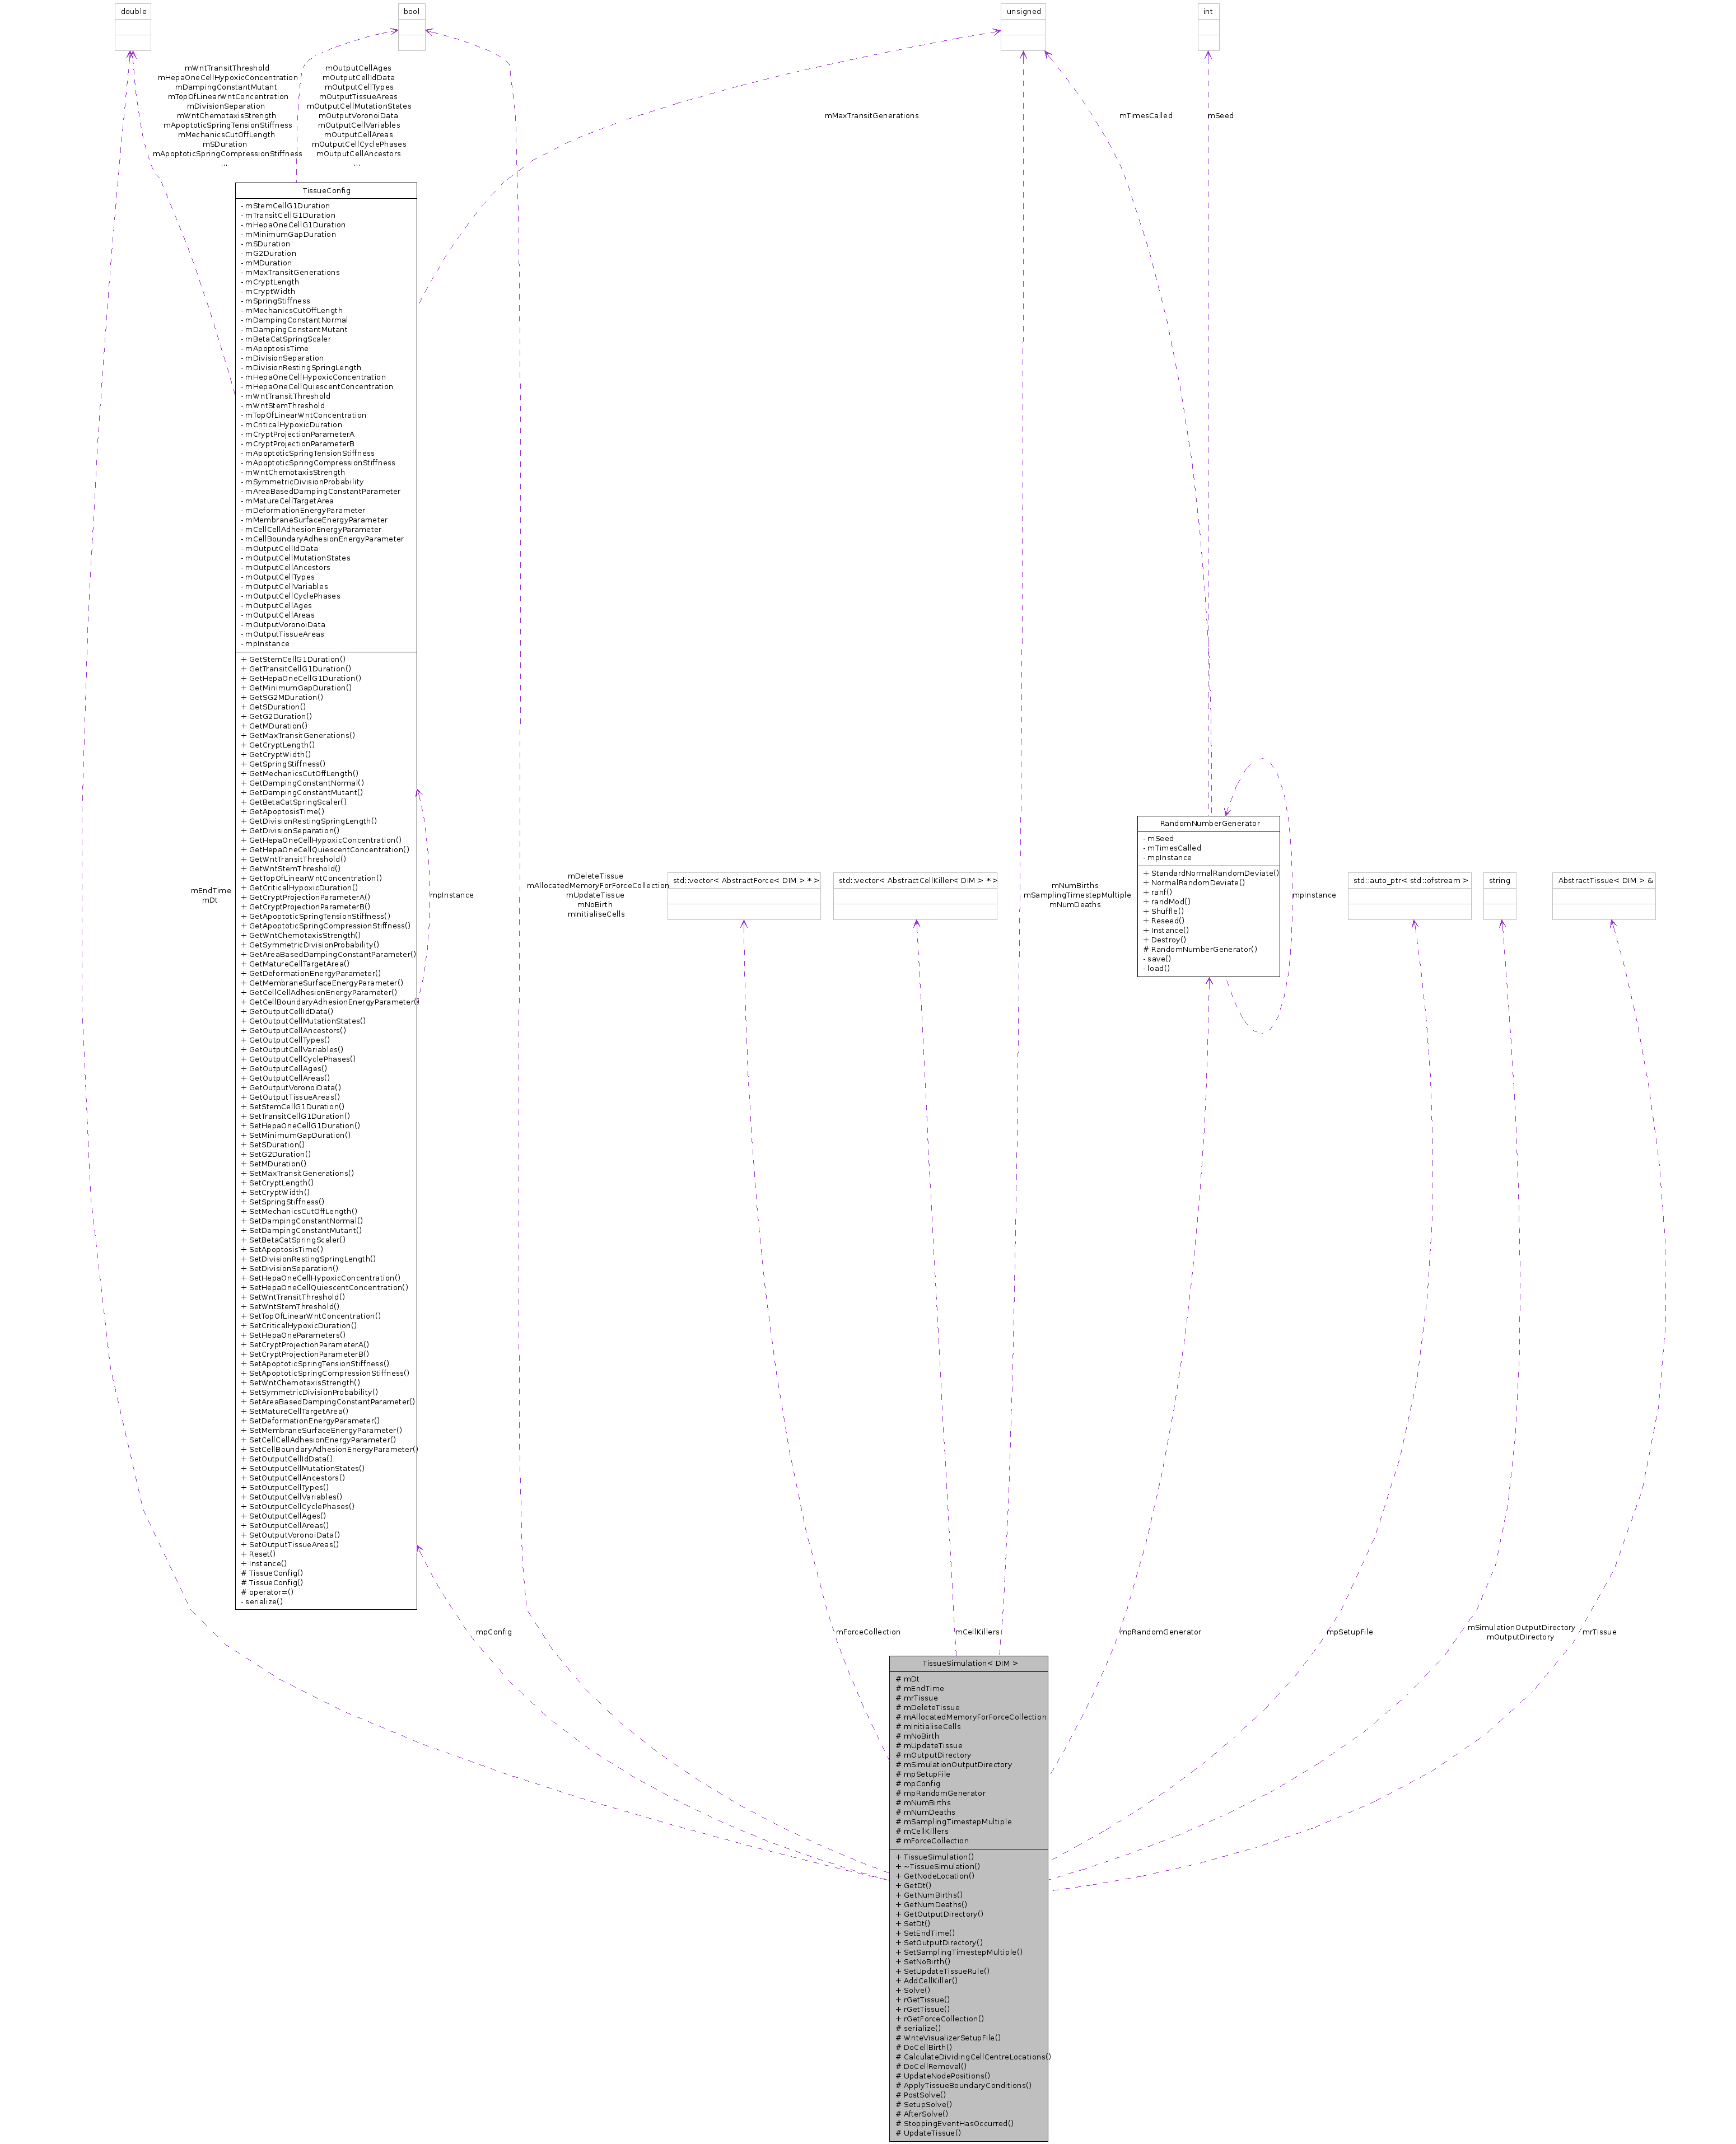 double
bool
unsigned
int
mWntTransitThreshold
mHepaOneCellHypoxicConcentration
mDampingConstantMutant
mTopOfLinearWntConcentration
mDivisionSeparation
mWntChemotaxisStrength
mApoptoticSpringTensionStiffness
mMechanicsCutOffLength
mSDuration
mApoptoticSpringCompressionStiffness
...
mOutputCellAges
mOutputCellIdData
mOutputCellTypes
mOutputTissueAreas
mOutputCellMutationStates
mOutputVoronoiData
mOutputCellVariables
mOutputCellAreas
mOutputCellCyclePhases
mOutputCellAncestors
...
mMaxTransitGenerations
mTimesCalled
mSeed
TissueConfig
- mStemCellG1Duration
- mTransitCellG1Duration
- mHepaOneCellG1Duration
- mMinimumGapDuration
- mSDuration
- mG2Duration
- mMDuration
- mMaxTransitGenerations
- mCryptLength
- mCryptWidth
- mSpringStiffness
- mMechanicsCutOffLength
- mDampingConstantNormal
- mDampingConstantMutant
- mBetaCatSpringScaler
- mApoptosisTime
- mDivisionSeparation
- mDivisionRestingSpringLength
- mHepaOneCellHypoxicConcentration
- mHepaOneCellQuiescentConcentration
- mWntTransitThreshold
- mWntStemThreshold
- mTopOfLinearWntConcentration
- mCriticalHypoxicDuration
- mCryptProjectionParameterA
- mCryptProjectionParameterB
- mApoptoticSpringTensionStiffness
- mApoptoticSpringCompressionStiffness
- mWntChemotaxisStrength
- mSymmetricDivisionProbability
- mAreaBasedDampingConstantParameter
- mMatureCellTargetArea
- mDeformationEnergyParameter
- mMembraneSurfaceEnergyParameter
- mCellCellAdhesionEnergyParameter
- mCellBoundaryAdhesionEnergyParameter
- mOutputCellIdData
- mOutputCellMutationStates
- mOutputCellAncestors
- mOutputCellTypes
- mOutputCellVariables
- mOutputCellCyclePhases
- mOutputCellAges
- mOutputCellAreas
- mOutputVoronoiData
- mOutputTissueAreas
- mpInstance
+ GetStemCellG1Duration()
+ GetTransitCellG1Duration()
+ GetHepaOneCellG1Duration()
+ GetMinimumGapDuration()
+ GetSG2MDuration()
+ GetSDuration()
+ GetG2Duration()
+ GetMDuration()
+ GetMaxTransitGenerations()
+ GetCryptLength()
+ GetCryptWidth()
+ GetSpringStiffness()
+ GetMechanicsCutOffLength()
+ GetDampingConstantNormal()
+ GetDampingConstantMutant()
+ GetBetaCatSpringScaler()
+ GetApoptosisTime()
+ GetDivisionRestingSpringLength()
+ GetDivisionSeparation()
+ GetHepaOneCellHypoxicConcentration()
+ GetHepaOneCellQuiescentConcentration()
+ GetWntTransitThreshold()
+ GetWntStemThreshold()
+ GetTopOfLinearWntConcentration()
+ GetCriticalHypoxicDuration()
+ GetCryptProjectionParameterA()
+ GetCryptProjectionParameterB()
+ GetApoptoticSpringTensionStiffness()
+ GetApoptoticSpringCompressionStiffness()
+ GetWntChemotaxisStrength()
+ GetSymmetricDivisionProbability()
+ GetAreaBasedDampingConstantParameter()
+ GetMatureCellTargetArea()
+ GetDeformationEnergyParameter()
+ GetMembraneSurfaceEnergyParameter()
+ GetCellCellAdhesionEnergyParameter()
+ GetCellBoundaryAdhesionEnergyParameter()
+ GetOutputCellIdData()
+ GetOutputCellMutationStates()
+ GetOutputCellAncestors()
+ GetOutputCellTypes()
+ GetOutputCellVariables()
+ GetOutputCellCyclePhases()
+ GetOutputCellAges()
+ GetOutputCellAreas()
+ GetOutputVoronoiData()
+ GetOutputTissueAreas()
+ SetStemCellG1Duration()
+ SetTransitCellG1Duration()
+ SetHepaOneCellG1Duration()
+ SetMinimumGapDuration()
+ SetSDuration()
+ SetG2Duration()
+ SetMDuration()
+ SetMaxTransitGenerations()
+ SetCryptLength()
+ SetCryptWidth()
+ SetSpringStiffness()
+ SetMechanicsCutOffLength()
+ SetDampingConstantNormal()
+ SetDampingConstantMutant()
+ SetBetaCatSpringScaler()
+ SetApoptosisTime()
+ SetDivisionRestingSpringLength()
+ SetDivisionSeparation()
+ SetHepaOneCellHypoxicConcentration()
+ SetHepaOneCellQuiescentConcentration()
+ SetWntTransitThreshold()
+ SetWntStemThreshold()
+ SetTopOfLinearWntConcentration()
+ SetCriticalHypoxicDuration()
+ SetHepaOneParameters()
+ SetCryptProjectionParameterA()
+ SetCryptProjectionParameterB()
+ SetApoptoticSpringTensionStiffness()
+ SetApoptoticSpringCompressionStiffness()
+ SetWntChemotaxisStrength()
+ SetSymmetricDivisionProbability()
+ SetAreaBasedDampingConstantParameter()
+ SetMatureCellTargetArea()
+ SetDeformationEnergyParameter()
+ SetMembraneSurfaceEnergyParameter()
+ SetCellCellAdhesionEnergyParameter()
+ SetCellBoundaryAdhesionEnergyParameter()
+ SetOutputCellIdData()
+ SetOutputCellMutationStates()
+ SetOutputCellAncestors()
+ SetOutputCellTypes()
+ SetOutputCellVariables()
+ SetOutputCellCyclePhases()
+ SetOutputCellAges()
+ SetOutputCellAreas()
+ SetOutputVoronoiData()
+ SetOutputTissueAreas()
+ Reset()
+ Instance()
# TissueConfig()
# TissueConfig()
# operator=()
- serialize()
mpInstance
mEndTime
mDt
mDeleteTissue
mAllocatedMemoryForForceCollection
mUpdateTissue
mNoBirth
mInitialiseCells
std::vector< AbstractForce< DIM > * >
std::vector< AbstractCellKiller< DIM > * >
mNumBirths
mSamplingTimestepMultiple
mNumDeaths
RandomNumberGenerator
- mSeed
- mTimesCalled
- mpInstance
+ StandardNormalRandomDeviate()
+ NormalRandomDeviate()
+ ranf()
+ randMod()
+ Shuffle()
+ Reseed()
+ Instance()
+ Destroy()
# RandomNumberGenerator()
- save()
- load()
mpInstance
std::auto_ptr< std::ofstream >
string
AbstractTissue< DIM > &
mpConfig
mForceCollection
mCellKillers
mpRandomGenerator
mpSetupFile
mSimulationOutputDirectory
mOutputDirectory
mrTissue
TissueSimulation< DIM >
# mDt
# mEndTime
# mrTissue
# mDeleteTissue
# mAllocatedMemoryForForceCollection
# mInitialiseCells
# mNoBirth
# mUpdateTissue
# mOutputDirectory
# mSimulationOutputDirectory
# mpSetupFile
# mpConfig
# mpRandomGenerator
# mNumBirths
# mNumDeaths
# mSamplingTimestepMultiple
# mCellKillers
# mForceCollection
+ TissueSimulation()
+ ~TissueSimulation()
+ GetNodeLocation()
+ GetDt()
+ GetNumBirths()
+ GetNumDeaths()
+ GetOutputDirectory()
+ SetDt()
+ SetEndTime()
+ SetOutputDirectory()
+ SetSamplingTimestepMultiple()
+ SetNoBirth()
+ SetUpdateTissueRule()
+ AddCellKiller()
+ Solve()
+ rGetTissue()
+ rGetTissue()
+ rGetForceCollection()
# serialize()
# WriteVisualizerSetupFile()
# DoCellBirth()
# CalculateDividingCellCentreLocations()
# DoCellRemoval()
# UpdateNodePositions()
# ApplyTissueBoundaryConditions()
# PostSolve()
# SetupSolve()
# AfterSolve()
# StoppingEventHasOccurred()
# UpdateTissue()